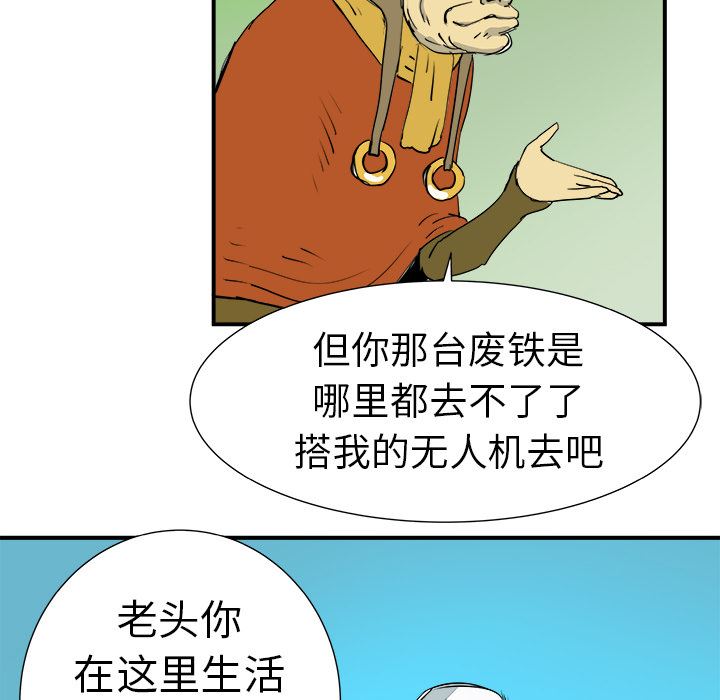 但你那台废铁是
哪里都去不了了
搭我的无人机去吧
老头你
在这里生活